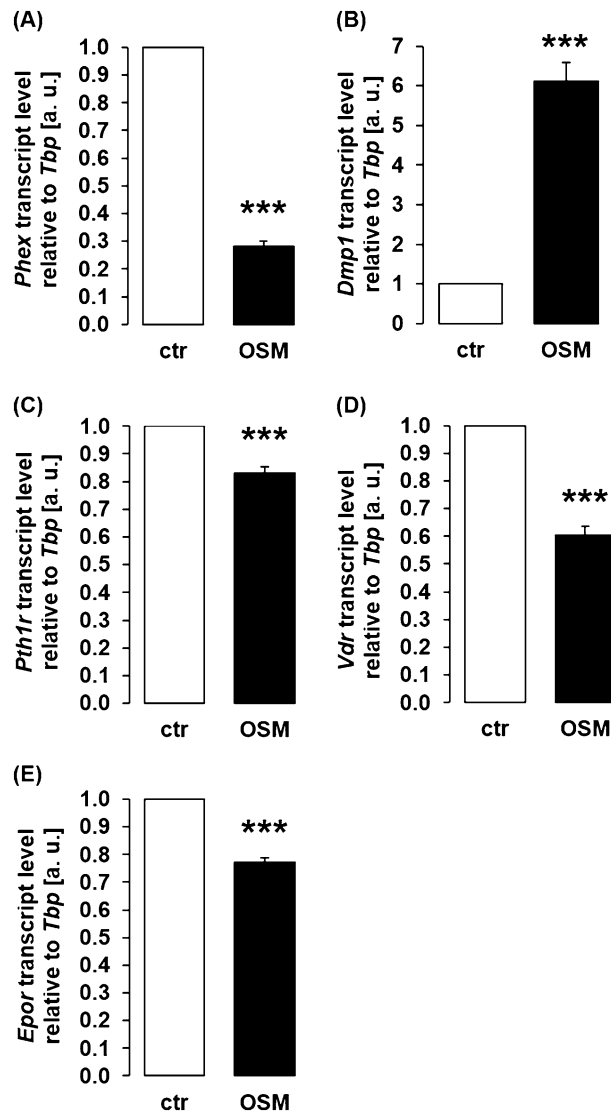 (A)
Phex transcript level
relative to Tbp [a. u.]
1.0
0.9
0.8
0.7
0.6
0.5
0.4
0.3
0.2
0.1
0.0
***
ctr
OSM
(B)
Dmp1 transcript level
relative to Tbp [a. u.]
7
6
5
4
3
2
1
0
***
ctr
OSM
(C)
Pth1r transcript level
relative to Tbp [a. u.]
1.0
0.9
0.8
0.7
0.6
0.5
0.4
0.3
0.2
0.1
0.0
***
ctr
OSM
(D)
Vdr transcript level
relative to Tbp [a. u.]
1.0
0.9
0.8
0.7
0.6
0.5
0.4
0.3
0.2
0.1
0.0
***
ctr
OSM
(E)
Epor transcript level
relative to Tbp [a. u.]
1.0
0.9
0.8
0.7
0.6
0.5
0.4
0.3
0.2
0.1
0.0
***
ctr
OSM